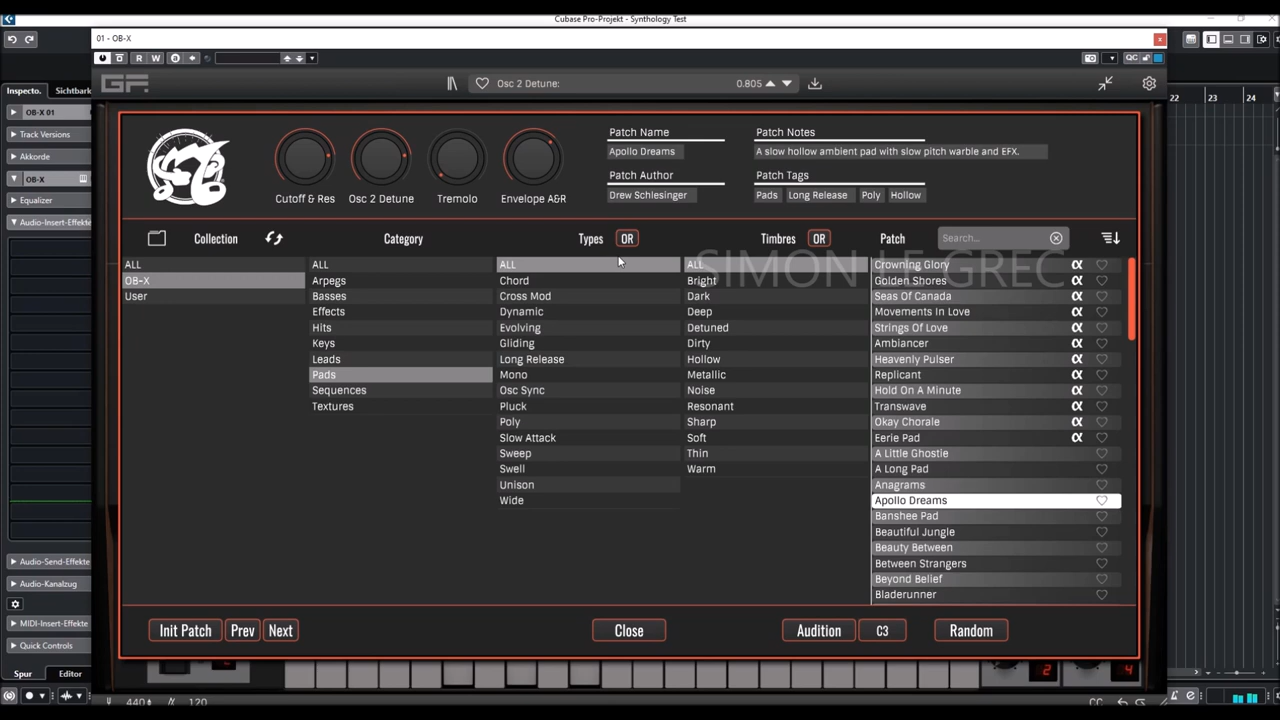 Cubase Pro-Projekt - Synthology Test
01 - OB-X
R W
QC
Inspecto. Sichtbark
OB-X 01
Track Versions
Akkorde
OB-X
Equalizer
Audio-Insert-Effekte
Audio-Send-Effekte
Audio-Kanalzug
MIDI-Insert-Effekte
Quick Controls
Spur Editor
GF.
Osc 2 Detune: 0.805
22 23 24
Cutoff & Res
Osc 2 Detune
Tremolo
Envelope A&R
Patch Name
Apollo Dreams
Patch Author
Drew Schlesinger
Patch Notes
A slow hollow ambient pad with slow pitch warble and EFX.
Patch Tags
Pads Long Release Poly Hollow
Collection
Category
Types OR
Timbres OR
Patch
Search...
SIMON LE GREC
ALL
OB-X
User
ALL
Arpegs
Basses
Effects
Hits
Keys
Leads
Pads
Sequences
Textures
ALL
Chord
Cross Mod
Dynamic
Evolving
Gliding
Long Release
Mono
Osc Sync
Pluck
Poly
Slow Attack
Sweep
Swell
Unison
Wide
ALL
Bright
Dark
Deep
Detuned
Dirty
Hollow
Metallic
Noise
Resonant
Sharp
Soft
Thin
Warm
Crowning Glory α
Golden Shores α
Seas Of Canada α
Movements In Love α
Strings Of Love α
Ambiancer α
Heavenly Pulser α
Replicant α
Hold On A Minute α
Transwave α
Okay Chorale α
Eerie Pad α
A Little Ghostie
A Long Pad
Anagrams
Apollo Dreams
Banshee Pad
Beautiful Jungle
Beauty Between
Between Strangers
Beyond Belief
Bladerunner
Init Patch Prev Next
Close
Audition C3 Random
2 4
440 120 CC